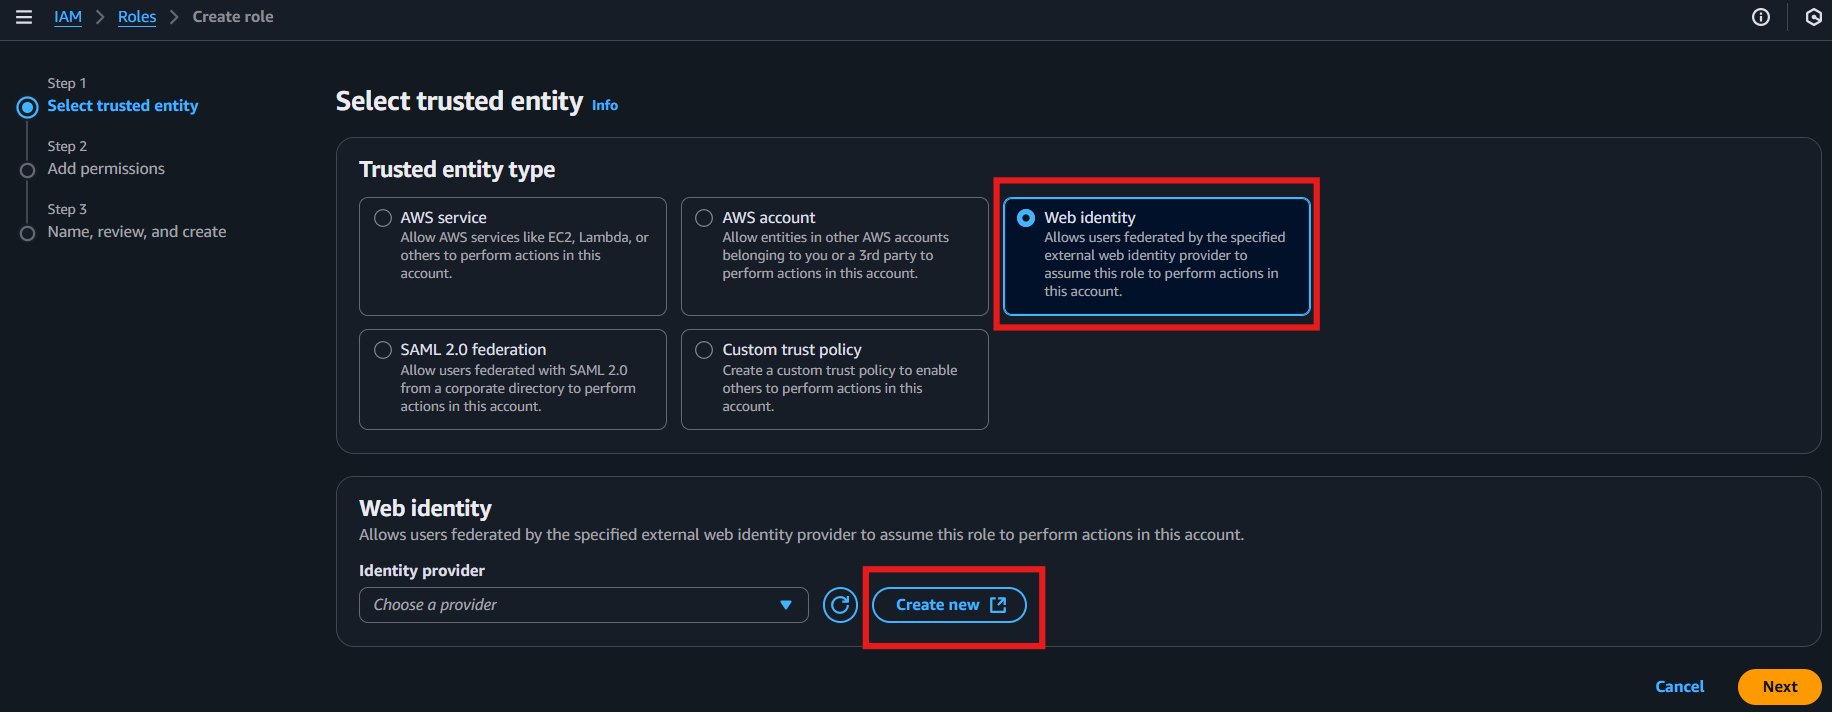 IAM > Roles > Create role
Step 1
Select trusted entity
Step 2
Add permissions
Step 3
Name, review, and create
Select trusted entity Info
Trusted entity type
AWS service
Allow AWS services like EC2, Lambda, or
others to perform actions in this
account.
AWS account
Allow entities in other AWS accounts
belonging to you or a 3rd party to
perform actions in this account.
Web identity
Allows users federated by the specified
external web identity provider to
assume this role to perform actions in
this account.
SAML 2.0 federation
Allow users federated with SAML 2.0
from a corporate directory to perform
actions in this account.
Custom trust policy
Create a custom trust policy to enable
others to perform actions in this
account.
Web identity
Allows users federated by the specified external web identity provider to assume this role to perform actions in this account.
Identity provider
Choose a provider
Create new
Cancel
Next